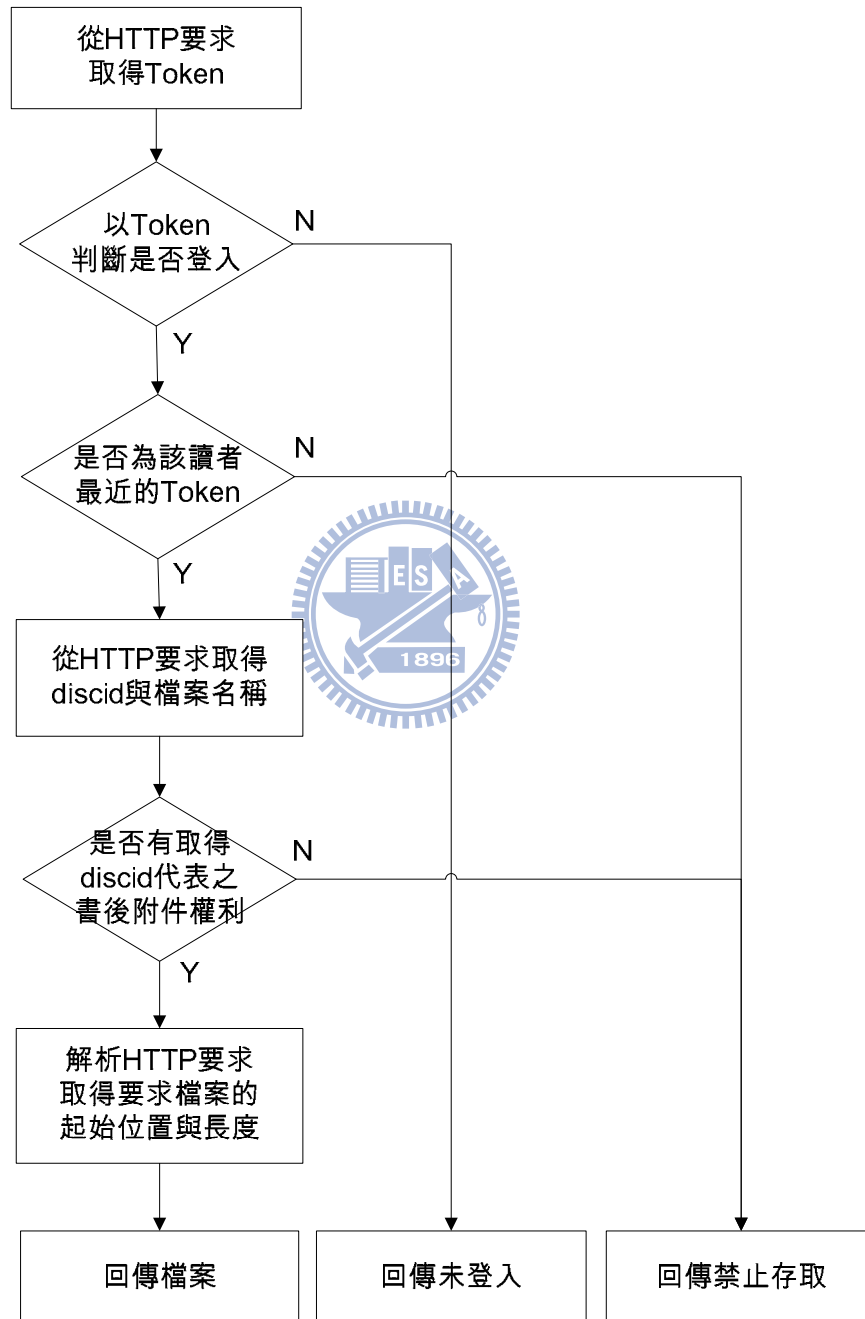 從HTTP要求
取得Token
以Token
判斷是否登入
N
Y
是否為該讀者
最近的Token
N
Y
ES A
1896
從HTTP要求取得
discid與檔案名稱
是否有取得
discid代表之
書後附件權利
N
Y
解析HTTP要求
取得要求檔案的
起始位置與長度
回傳檔案
回傳未登入
回傳禁止存取